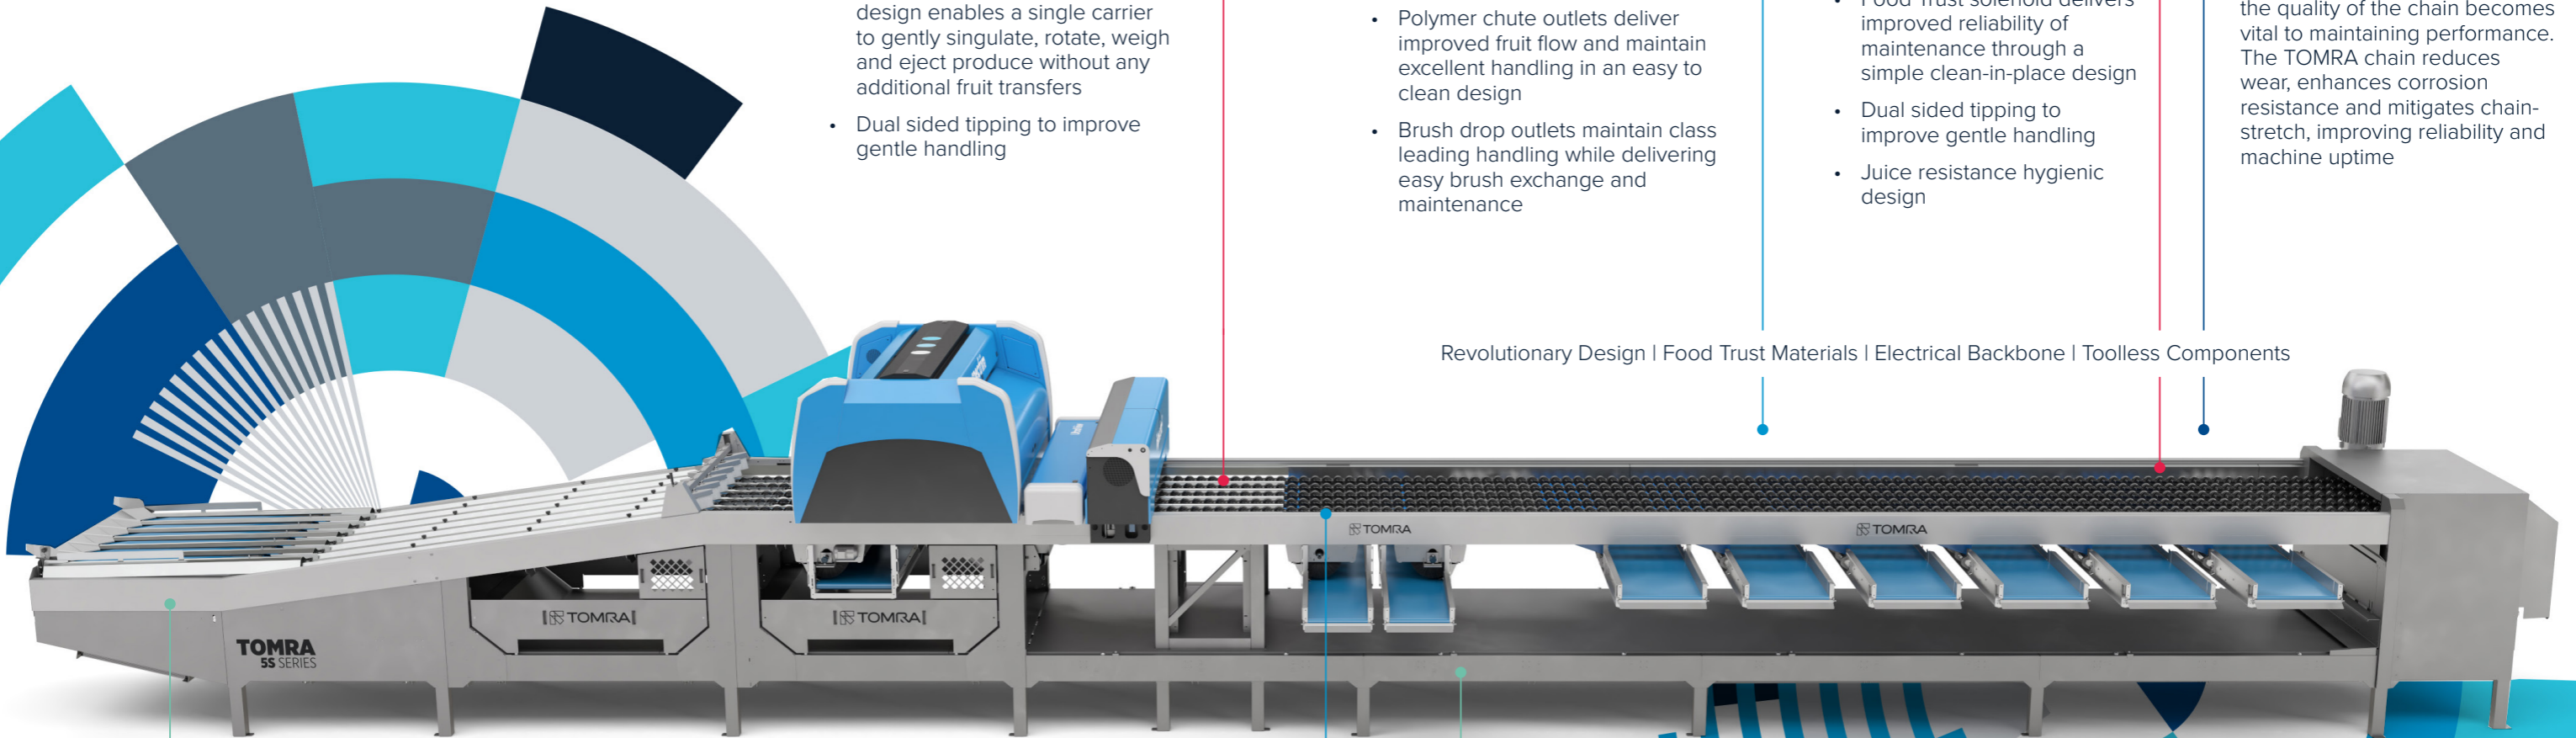 design enables a single carrier
to gently singulate, rotate, weigh
and eject produce without any
additional fruit transfers
• Dual sided tipping to improve
gentle handling
• Polymer chute outlets deliver
improved fruit flow and maintain
excellent handling in an easy to
clean design
• Brush drop outlets maintain class
leading handling while delivering
easy brush exchange and
maintenance
• Food Trust solenoid delivers
improved reliability of
maintenance through a
simple clean-in-place design
• Dual sided tipping to
improve gentle handling
• Juice resistance hygienic
design
the quality of the chain becomes
vital to maintaining performance.
The TOMRA chain reduces
wear, enhances corrosion
resistance and mitigates chain-
stretch, improving reliability and
machine uptime
Revolutionary Design | Food Trust Materials | Electrical Backbone | Toolless Components
TOMRA
TOMRA
TOMRA
TOMRA
TOMRA
5S SERIES